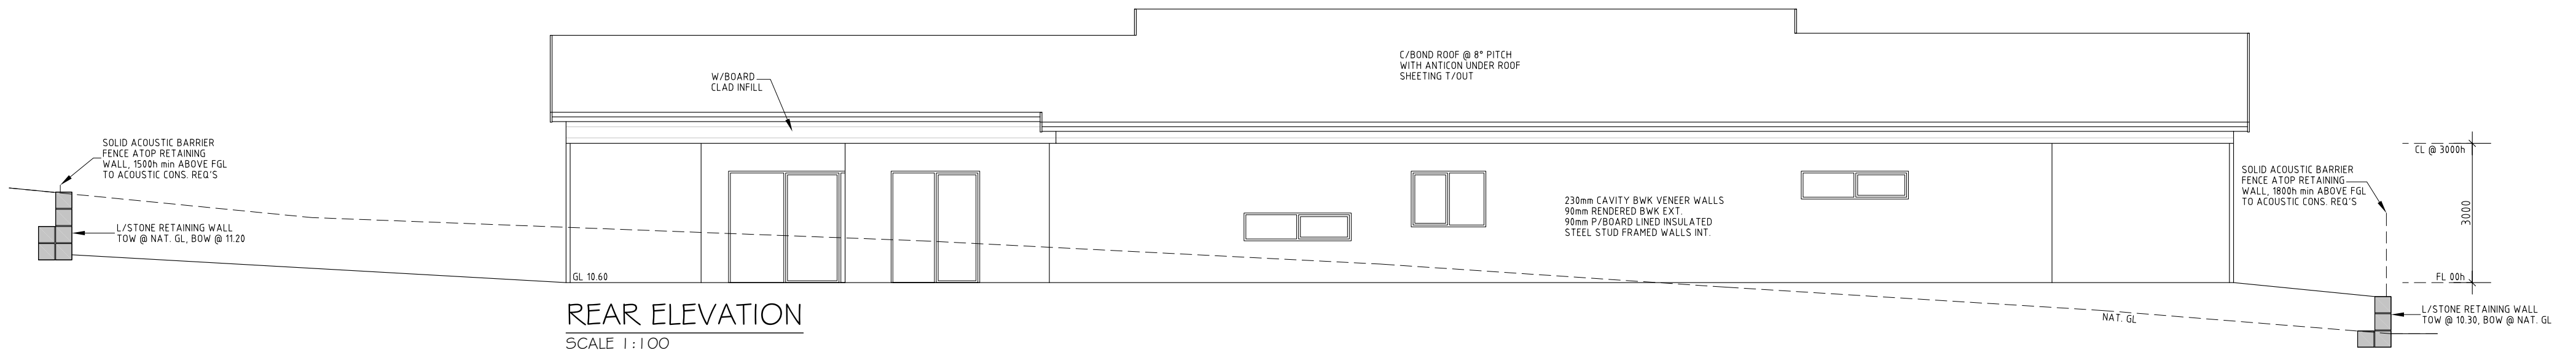 C/BOND ROOF @ 8° PITCH
WITH ANTICON UNDER ROOF
SHEETING T/OUT
W/BOARD
CLAD INFILL
SOLID ACOUSTIC BARRIER
FENCE ATOP RETAINING
WALL, 1500h min ABOVE FGL
TO ACOUSTIC CONS. REQ'S
L/STONE RETAINING WALL
TOW @ NAT. GL, BOW @ 11.20
GL 10.60
230mm CAVITY BWK VENEER WALLS
90mm RENDERED BWK EXT.
90mm P/BOARD LINED INSULATED
STEEL STUD FRAMED WALLS INT.
SOLID ACOUSTIC BARRIER
FENCE ATOP RETAINING
WALL, 1800h min ABOVE FGL
TO ACOUSTIC CONS. REQ'S
CL @ 3000h
3000
FL 00h
NAT. GL
L/STONE RETAINING WALL
TOW @ 10.30, BOW @ NAT. GL
REAR ELEVATION
SCALE 1:100